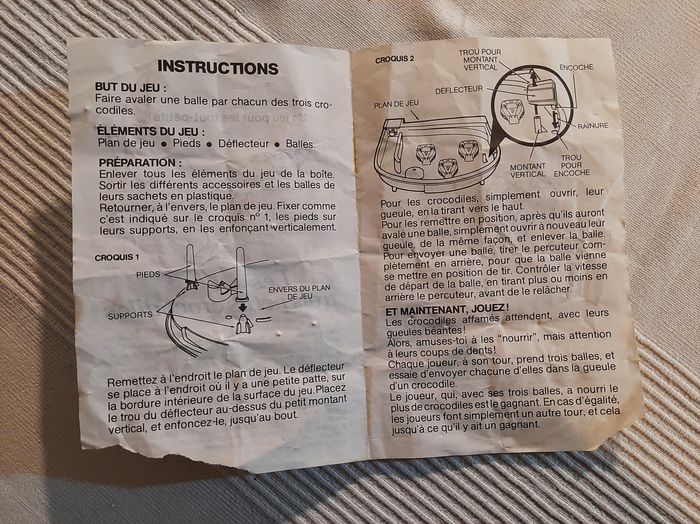 INSTRUCTIONS
BUT DU JEU :
Faire avaler une balle par chacun des trois cro-
codiles.
ÉLÉMENTS DU JEU :
Plan de jeu • Pieds • Déflecteur • Balles.
PRÉPARATION :
Enlever tous les éléments du jeu de la boîte.
Sortir les différents accessoires et les balles de
leurs sachets en plastique.
Retourner, à l'envers, le plan de jeu. Fixer comme
c'est indiqué sur le croquis nº 1, les pieds sur
leurs supports, en les enfonçant verticalement.
CROQUIS 1
PIEDS
ENVERS DU PLAN
DE JEU
SUPPORTS
Remettez à l'endroit le plan de jeu. Le déflecteur
se place à l'endroit où il y a une petite patte, sur
la bordure intérieure de la surface du jeu. Placez
le trou du déflecteur au-dessus du petit montant
vertical, et enfoncez-le, jusqu'au bout.
CROQUIS 2
TROU POUR
MONTANT
VERTICAL
ENCOCHE
DÉFLECTEUR
PLAN DE JEU
RAINURE
MONTANT
VERTICAL
TROU
POUR
ENCOCHE
Pour les crocodiles, simplement ouvrir, leur
gueule, en la tirant vers le haut.
Pour les remettre en position, après qu'ils auront
avalé une balle, simplement ouvrir à nouveau leur
gueule, de la même façon, et enlever la balle.
Pour envoyer une balle, tirer le percuteur com-
plètement en arrière, pour que la balle vienne
se mettre en position de tir. Contrôler la vitesse
de départ de la balle, en tirant plus ou moins en
arrière le percuteur, avant de le relâcher.
ET MAINTENANT, JOUEZ !
Les crocodiles affamés attendent, avec leurs
gueules béantes !
Alors, amuses-toi à les "nourrir", mais attention
à leurs coups de dents !
Chaque joueur, à son tour, prend trois balles, et
essaie d'envoyer chacune d'elles dans la gueule
d'un crocodile.
Le joueur, qui, avec ses trois balles, a nourri le
plus de crocodiles est le gagnant. En cas d'égalité,
les joueurs font simplement un autre tour, et cela
jusqu'à ce qu'il y ait un gagnant.